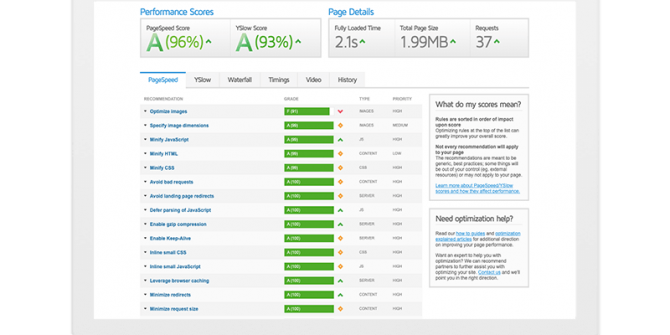 Performance Scores
Page Details
PageSpeed Score
YSlow Score
Fully Loaded Time
Total Page Size
Requests
A (96%)
A (93%)
2.1s
1.99MB
37
PageSpeed
YSlow
Waterfall
Timings
Video
History
RECOMMENDATION
GRADE
TYPE
PRIORITY
Optimize images
IMAGES
HIGH
Specify image dimensions
A (99)
IMAGES
MEDIUM
Minify JavaScript
A (99)
JS
HIGH
Minify HTML
A (99)
CONTENT
LOW
Minify CSS
A (99)
CSS
HIGH
Avoid bad requests
A (100)
CONTENT
HIGH
Avoid landing page redirects
A (100)
SERVER
HIGH
Defer parsing of JavaScript
A (100)
JS
HIGH
Enable gzip compression
A (100)
SERVER
HIGH
Enable Keep-Alive
A (100)
SERVER
HIGH
Inline small CSS
A (100)
CSS
HIGH
Inline small JavaScript
A (100)
JS
HIGH
Leverage browser caching
A (100)
SERVER
HIGH
Minimize redirects
A (100)
CONTENT
HIGH
Minimize request size
A (100)
CONTENT
HIGH
What do my scores mean?
Rules are sorted in order of impact
upon score
Optimizing rules at the top of the list can
greatly improve your overall score.
Not every recommendation will apply
to your page
The recommendations are meant to be
generic, best practices; some things will
be out of your control (eg. external
resources) or may not apply to your page.
Learn more about PageSpeed/YSlow
scores and how they affect performance.
Need optimization help?
Read our how to guides and optimization
explained articles for additional direction
on improving your page performance.
Want an expert to help you with
optimization? We can recommend
partners to further assist you with
optimizing your site. Contact us and we'll
point you in the right direction.